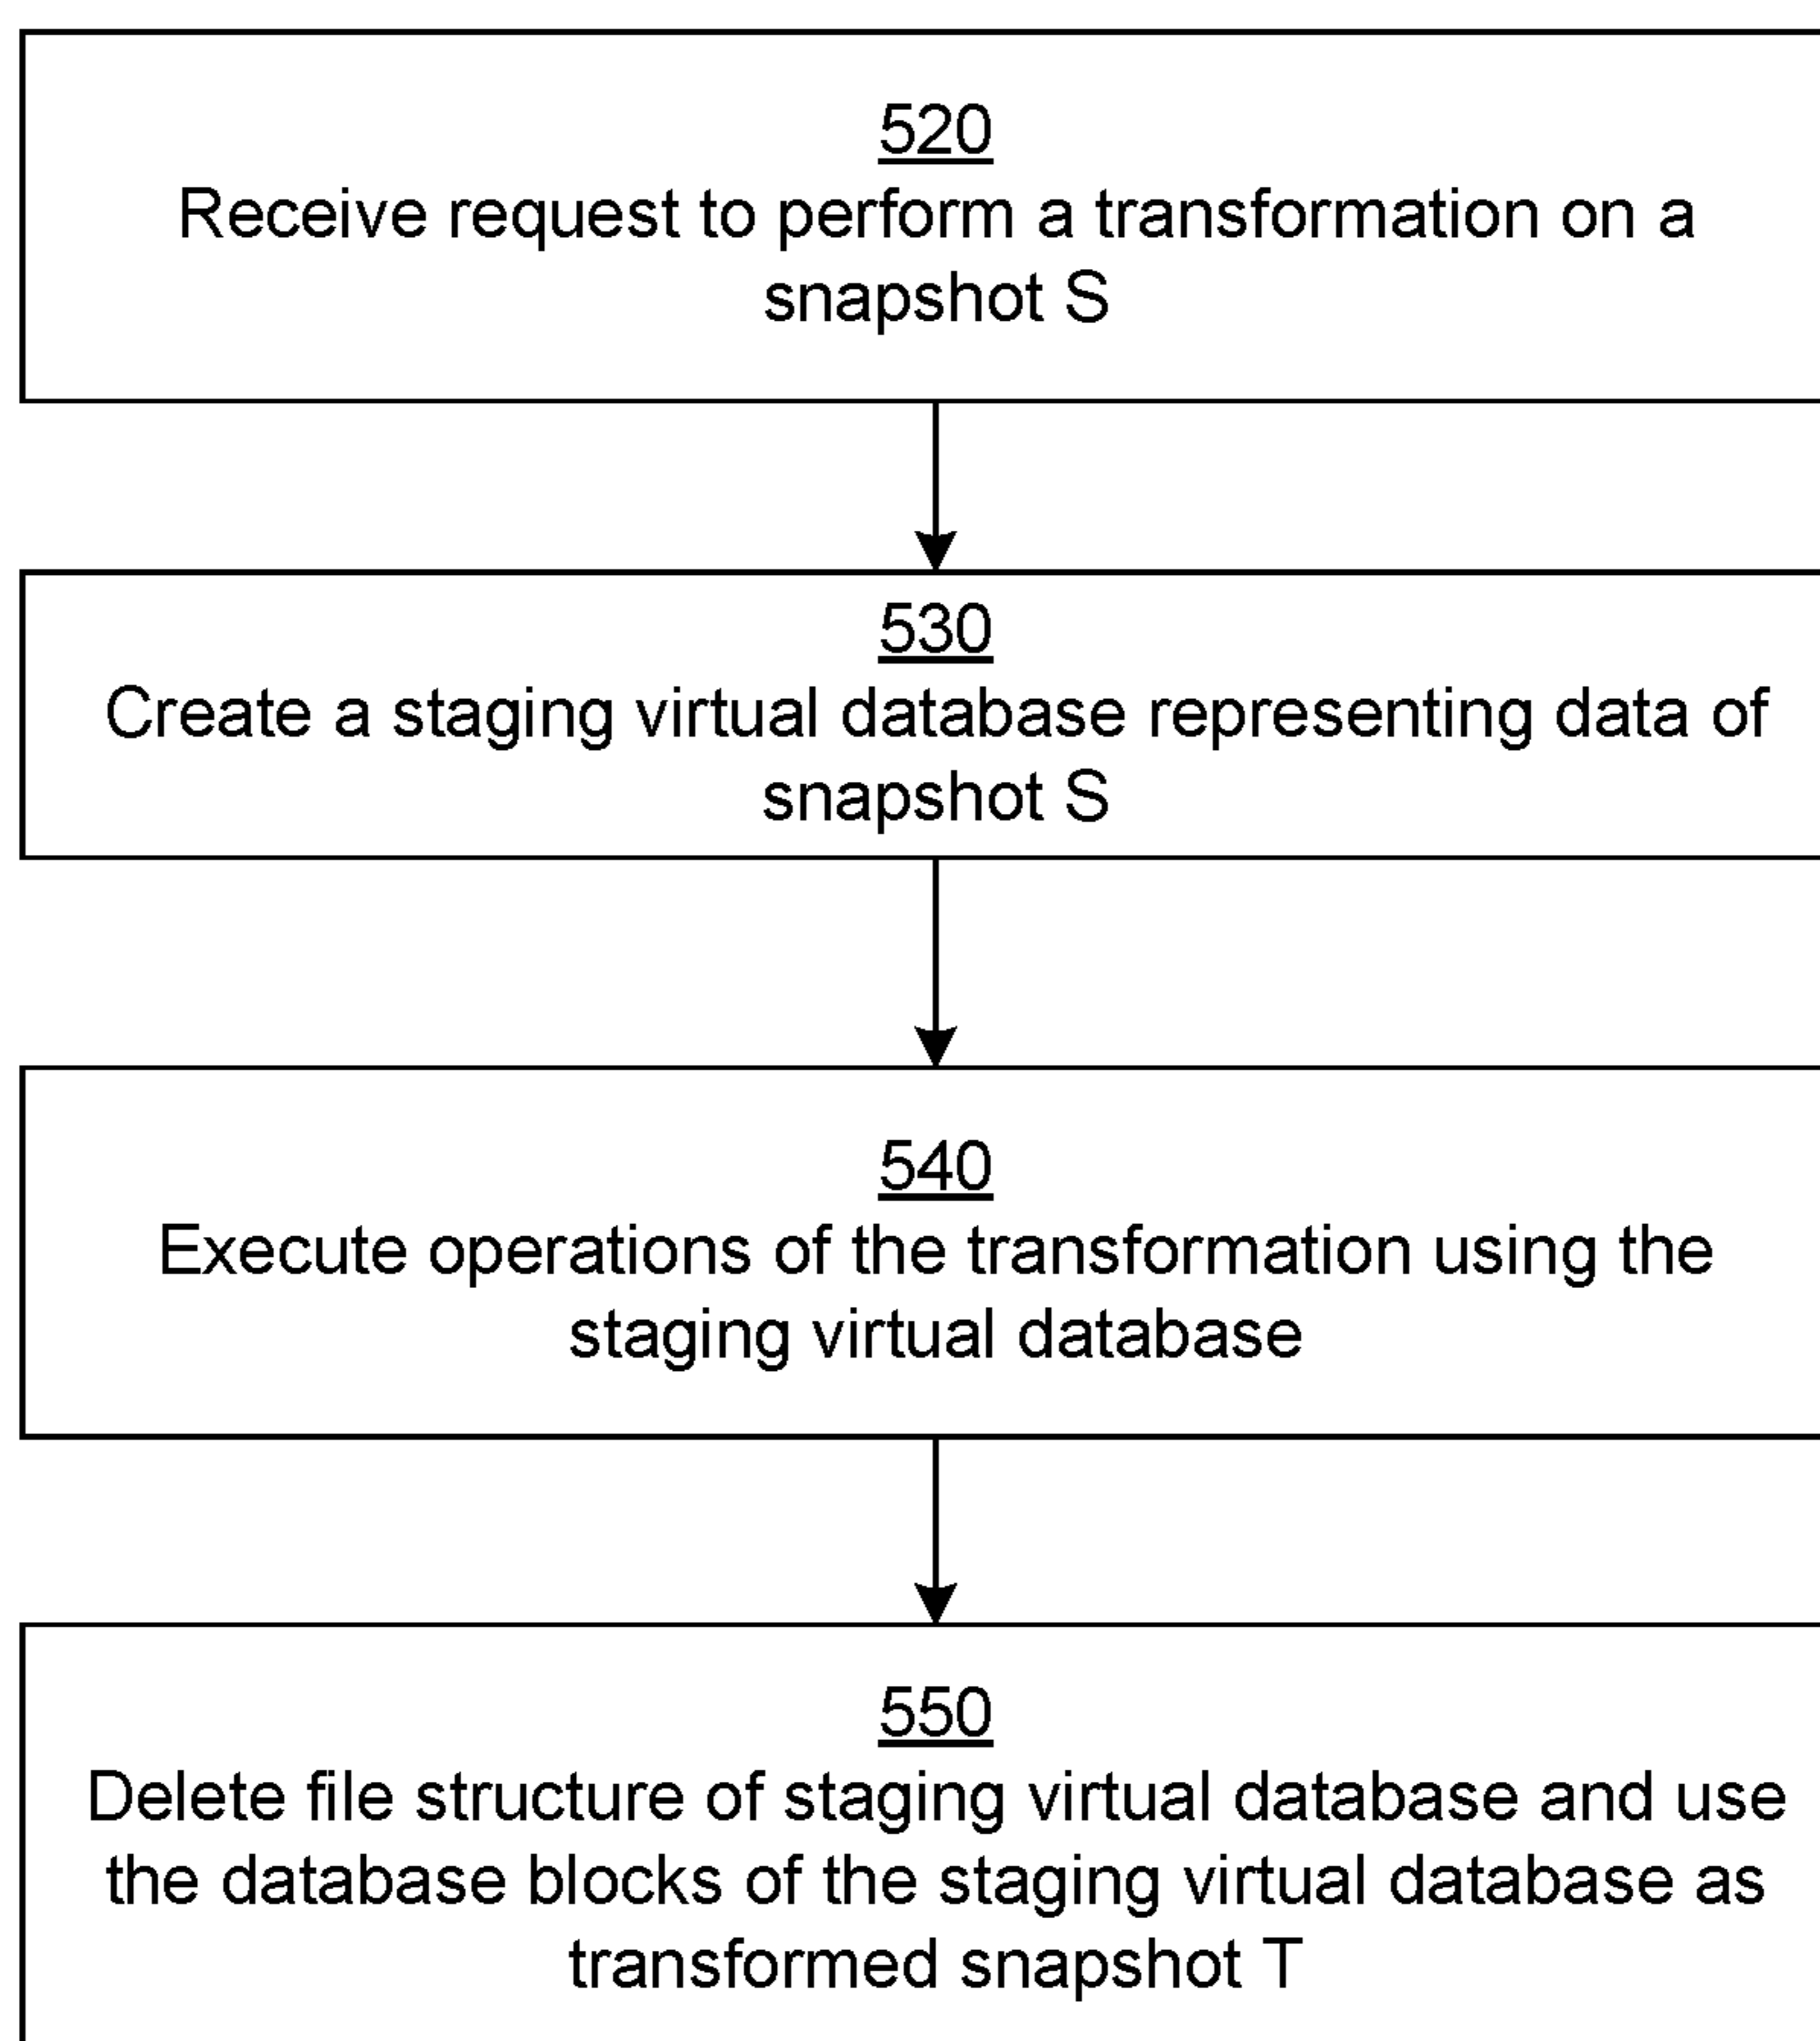 520
Receive request to perform a transformation on a
snapshot S
530
Create a staging virtual database representing data of
snapshot S
540
Execute operations of the transformation using the
staging virtual database
550
Delete file structure of staging virtual database and use
the database blocks of the staging virtual database as
transformed snapshot T